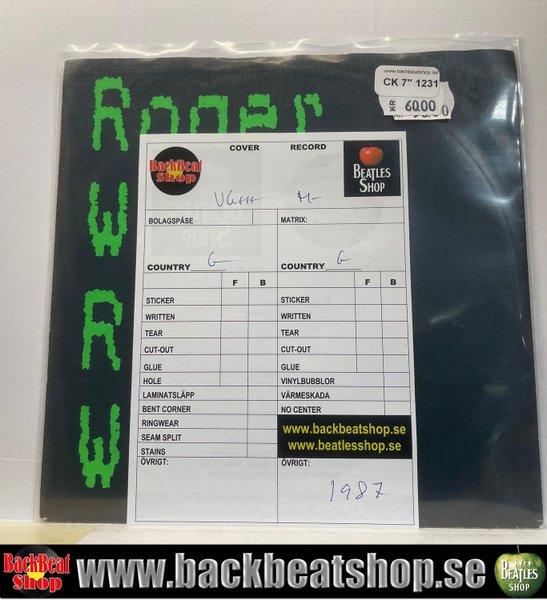 www.backbeatshop.se
CK 7" 1231
KR 60.00
Roger
W
R
W
COVER RECORD
BackBeat
Shop
BEATLES
SHOP
VG++ M-
BOLAGSPÅSE MATRIX:
COUNTRY G COUNTRY G
F B F B
STICKER STICKER
WRITTEN WRITTEN
TEAR TEAR
CUT-OUT CUT-OUT
GLUE GLUE
HOLE VINYLBUBBLOR
LAMINATSLÄPP VÄRMESKADA
BENT CORNER NO CENTER
RINGWEAR
SEAM SPLIT
STAINS
www.backbeatshop.se
www.beatlesshop.se
ÖVRIGT: ÖVRIGT:
1987
BackBeat
Shop
www.backbeatshop.se
BEATLES
SHOP